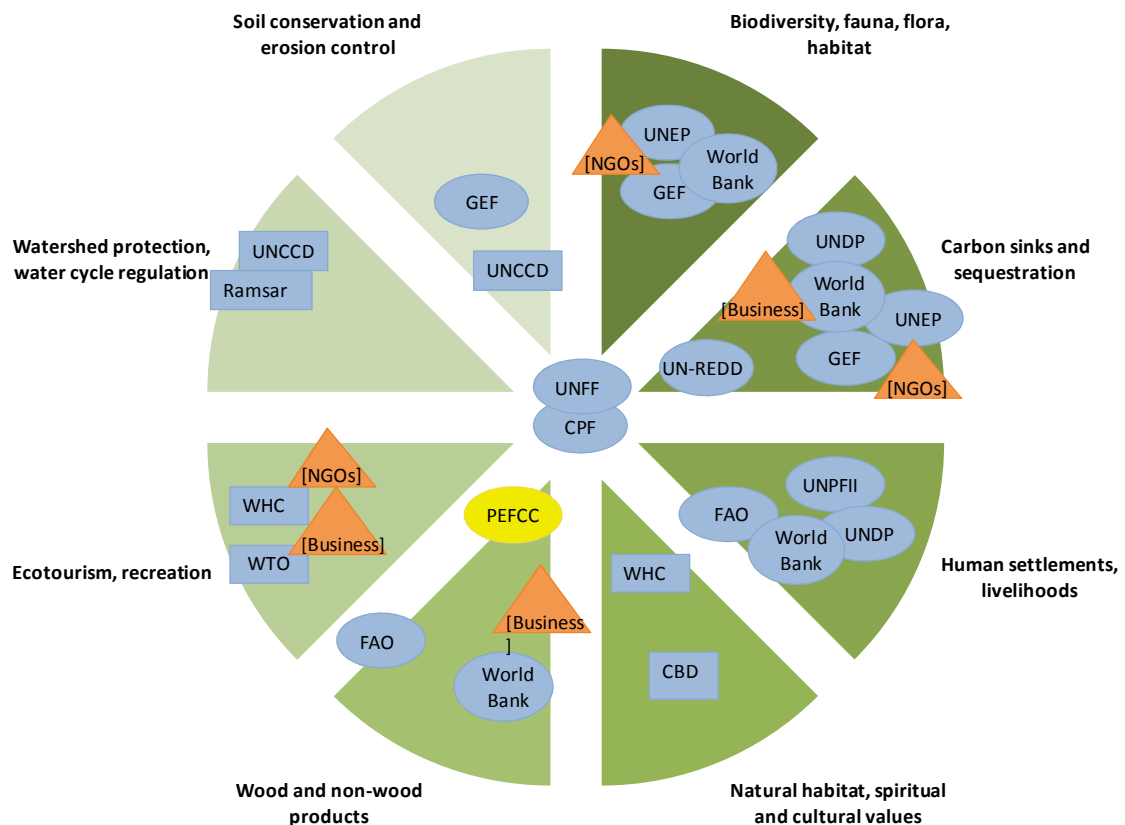 Soil conservation and
erosion control
Biodiversity, fauna, flora,
habitat
UNEP
[NGOs]
World
Bank
GEF
GEF
UNCCD
Watershed protection,
water cycle regulation
UNCCD
Ramsar
Carbon sinks and
sequestration
UNDP
[Business]
World
Bank
UNEP
GEF
UN-REDD
[NGOs]
UNFF
CPF
[NGOs]
WHC
[Business]
WTO
Ecotourism, recreation
PEFCC
[Business
]
FAO
World
Bank
WHC
CBD
UNPFII
FAO
UNDP
World
Bank
Human settlements,
livelihoods
Wood and non-wood
products
Natural habitat, spiritual
and cultural values